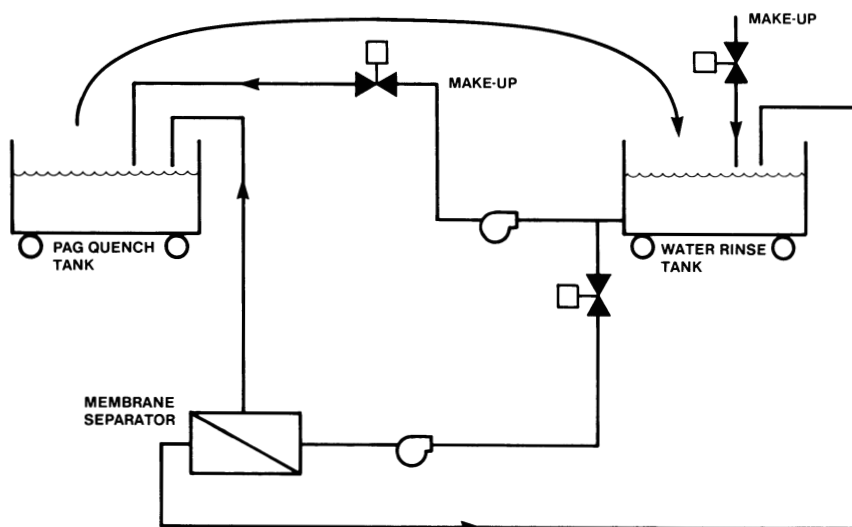 MAKE-UP
MAKE-UP
PAG QUENCH
TANK
WATER RINSE
TANK
MEMBRANE
SEPARATOR